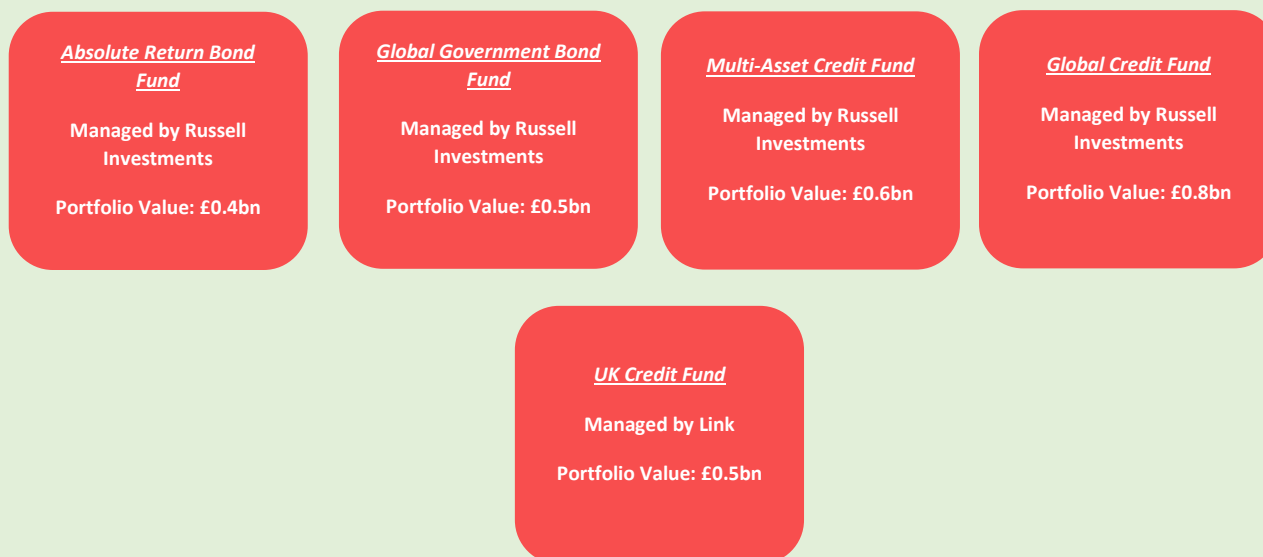 Absolute Return Bond
Fund
Managed by Russell
Investments
Portfolio Value: £0.4bn
Global Government Bond
Fund
Managed by Russell
Investments
Portfolio Value: £0.5bn
Multi-Asset Credit Fund
Managed by Russell
Investments
Portfolio Value: £0.6bn
Global Credit Fund
Managed by Russell
Investments
Portfolio Value: £0.8bn
UK Credit Fund
Managed by Link
Portfolio Value: £0.5bn